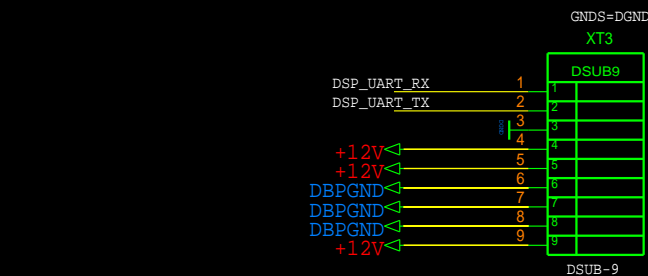 GNDS=DGND
XT3
DSUB9
DSP_UART_RX 1 1
DSP_UART_TX 2 2
3 3
+12V 4 4
+12V 5 5
DBPGND 6 6
DBPGND 7 7
DBPGND 8 8
+12V 9 9
DSUB-9